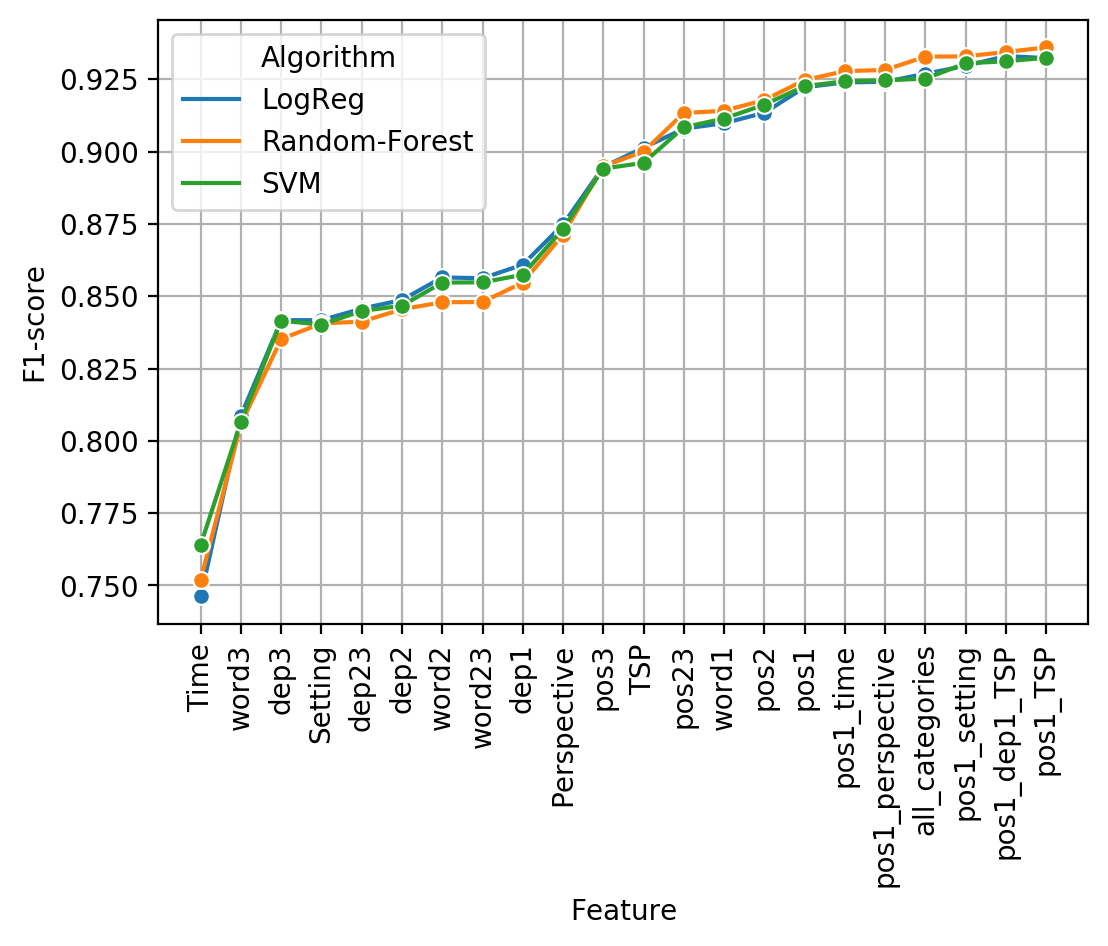 Algorithm
LogReg
Random-Forest
SVM
F1-score
0.925
0.900
0.875
0.850
0.825
0.800
0.775
0.750
Time
word3
dep3
Setting
dep23
dep2
word2
word23
dep1
Perspective
pos3
TSP
pos23
word1
pos2
pos1
pos1_time
pos1_perspective
all_categories
pos1_setting
pos1_dep1_TSP
pos1_TSP
Feature